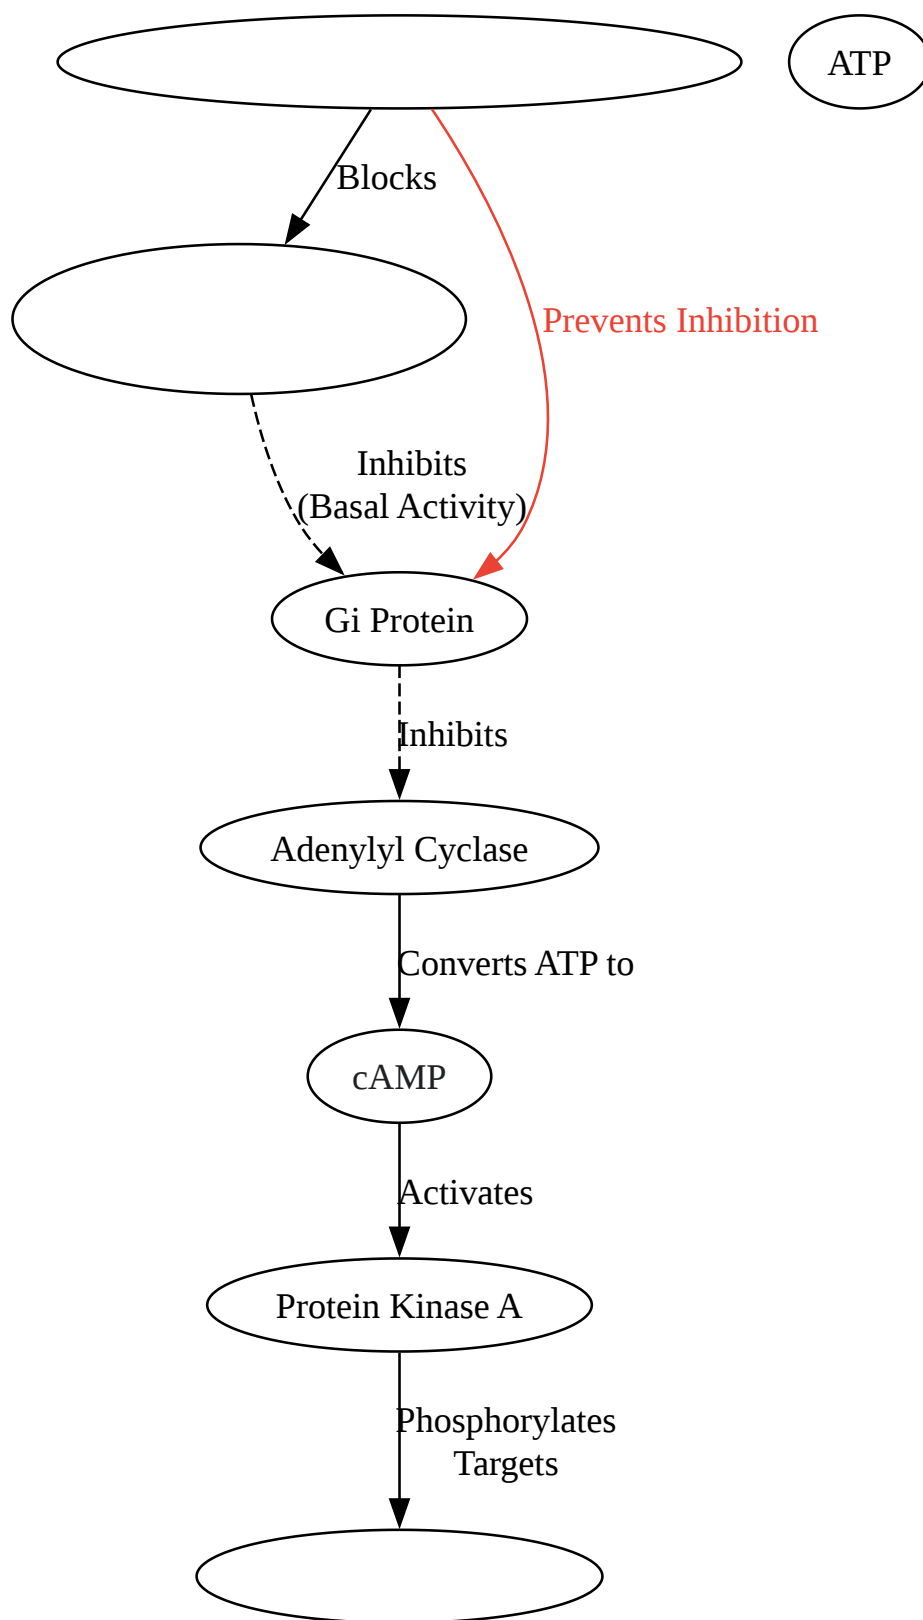 ATP
Blocks
Prevents Inhibition
Inhibits
(Basal Activity)
Gi Protein
Inhibits
Adenylyl Cyclase
Converts ATP to
cAMP
Activates
Protein Kinase A
Phosphorylates
Targets